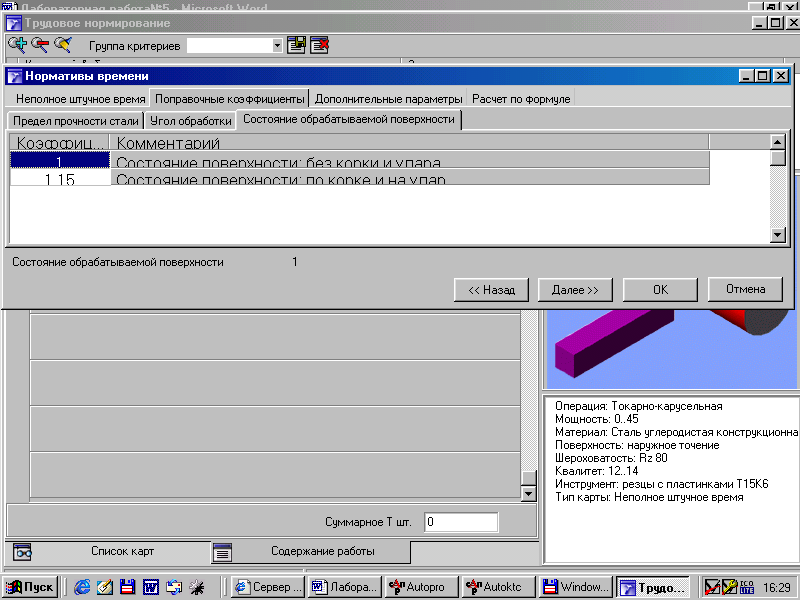 Лабораторная работа№5 - Microsoft Word
Трудовое нормирование
Группа критериев
Нормативы времени
Неполное штучное время Поправочные коэффициенты Дополнительные параметры Расчет по формуле
Предел прочности стали Угол обработки Состояние обрабатываемой поверхности
Коэффиц... Комментарий
1 Состояние поверхности: без корки и удара
1.15 Состояние поверхности: по корке и на удар
Состояние обрабатываемой поверхности 1
<< Назад Далее >> OK Отмена
Операция: Токарно-карусельная
Мощность: 0..45
Материал: Сталь углеродистая конструкционна
Поверхность: наружное точение
Шероховатость: Rz 80
Квалитет: 12..14
Инструмент: резцы с пластинками Т15К6
Тип карты: Неполное штучное время
Суммарное Т шт. 0
Список карт Содержание работы
Пуск Сервер ... Лабора... Autopro Autoktc Window... Трудо... 16:29